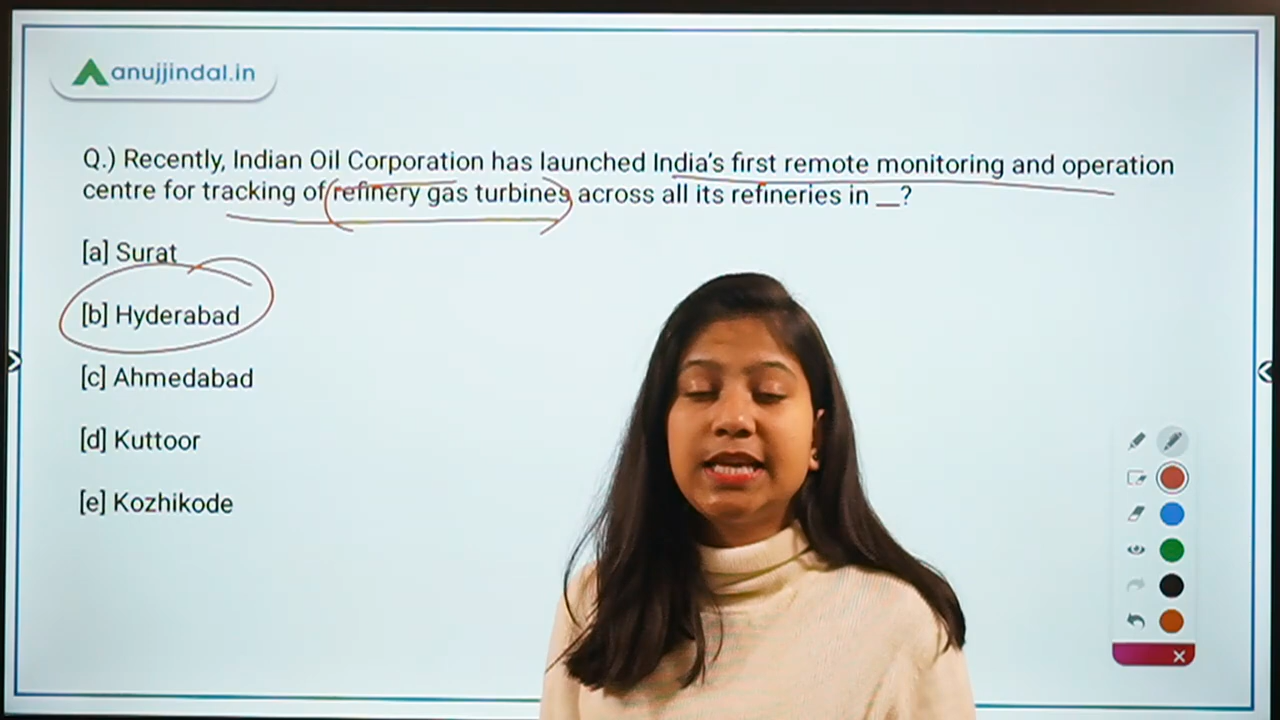 anujjindal.in
Q.) Recently, Indian Oil Corporation has launched India's first remote monitoring and operation
centre for tracking of refinery gas turbines across all its refineries in __?
[a] Surat
[b] Hyderabad
[c] Ahmedabad
[d] Kuttoor
[e] Kozhikode